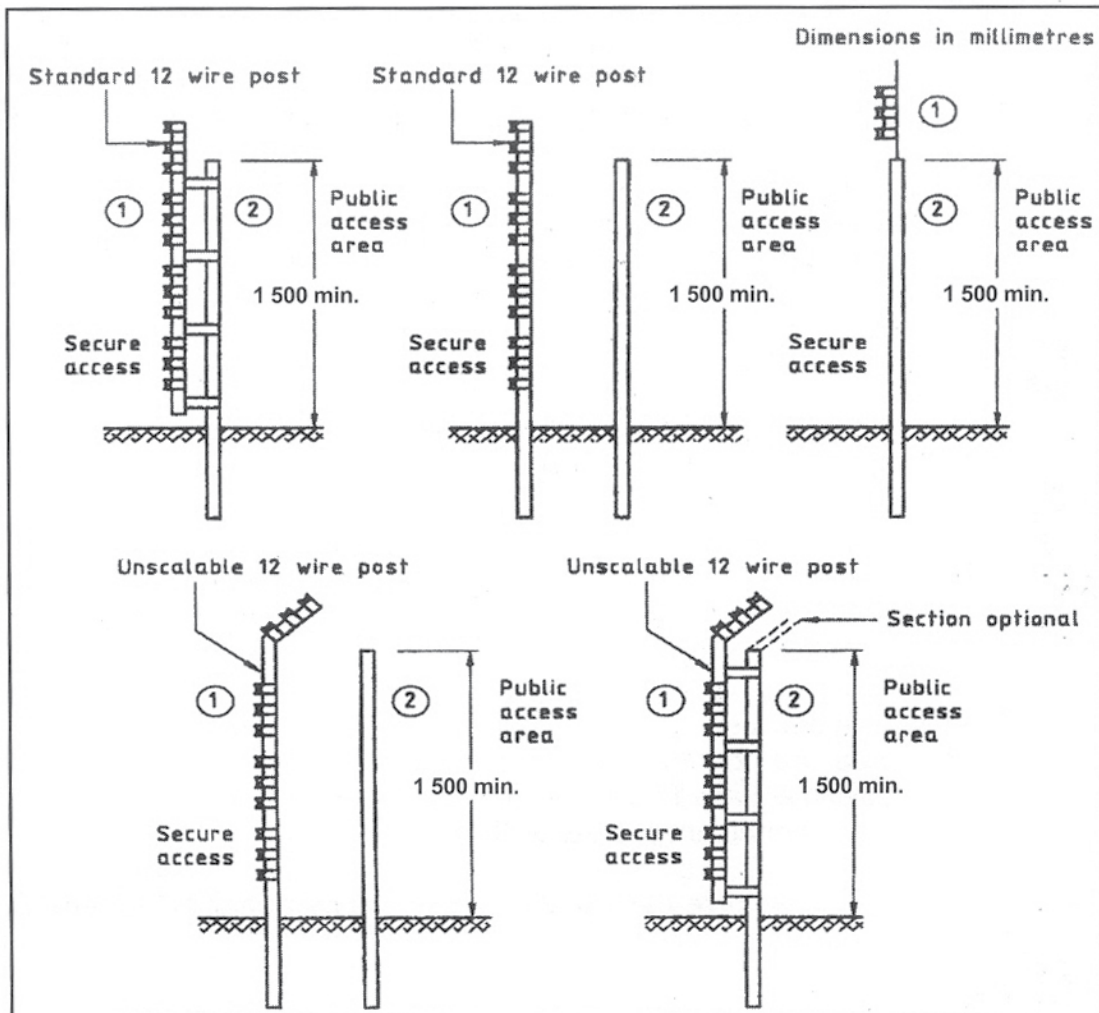 Dimensions in millimetres
Standard 12 wire post
1
2
Public
access
area
1 500 min.
Secure
access
Standard 12 wire post
1
2
Public
access
area
1 500 min.
Secure
access
1
2
Public
access
area
1 500 min.
Secure
access
Unscalable 12 wire post
1
2
Public
access
area
1 500 min.
Secure
access
Unscalable 12 wire post
Section optional
1
2
Public
access
area
1 500 min.
Secure
access